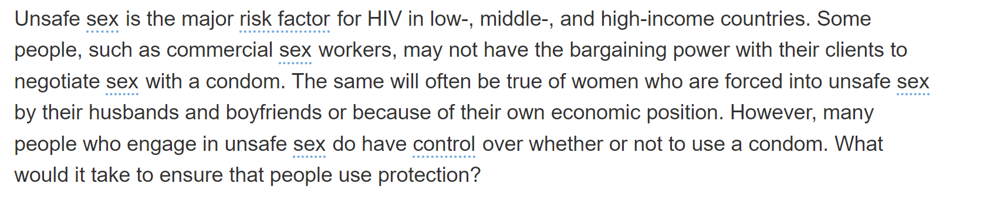 Unsafe sex is the major risk factor for HIV in low-, middle-, and high-income countries. Some
people, such as commercial sex workers, may not have the bargaining power with their clients to
negotiate sex with a condom. The same will often be true of women who are forced into unsafe sex
by their husbands and boyfriends or because of their own economic position. However, many
people who engage in unsafe sex do have control over whether or not to use a condom. What
would it take to ensure that people use protection?